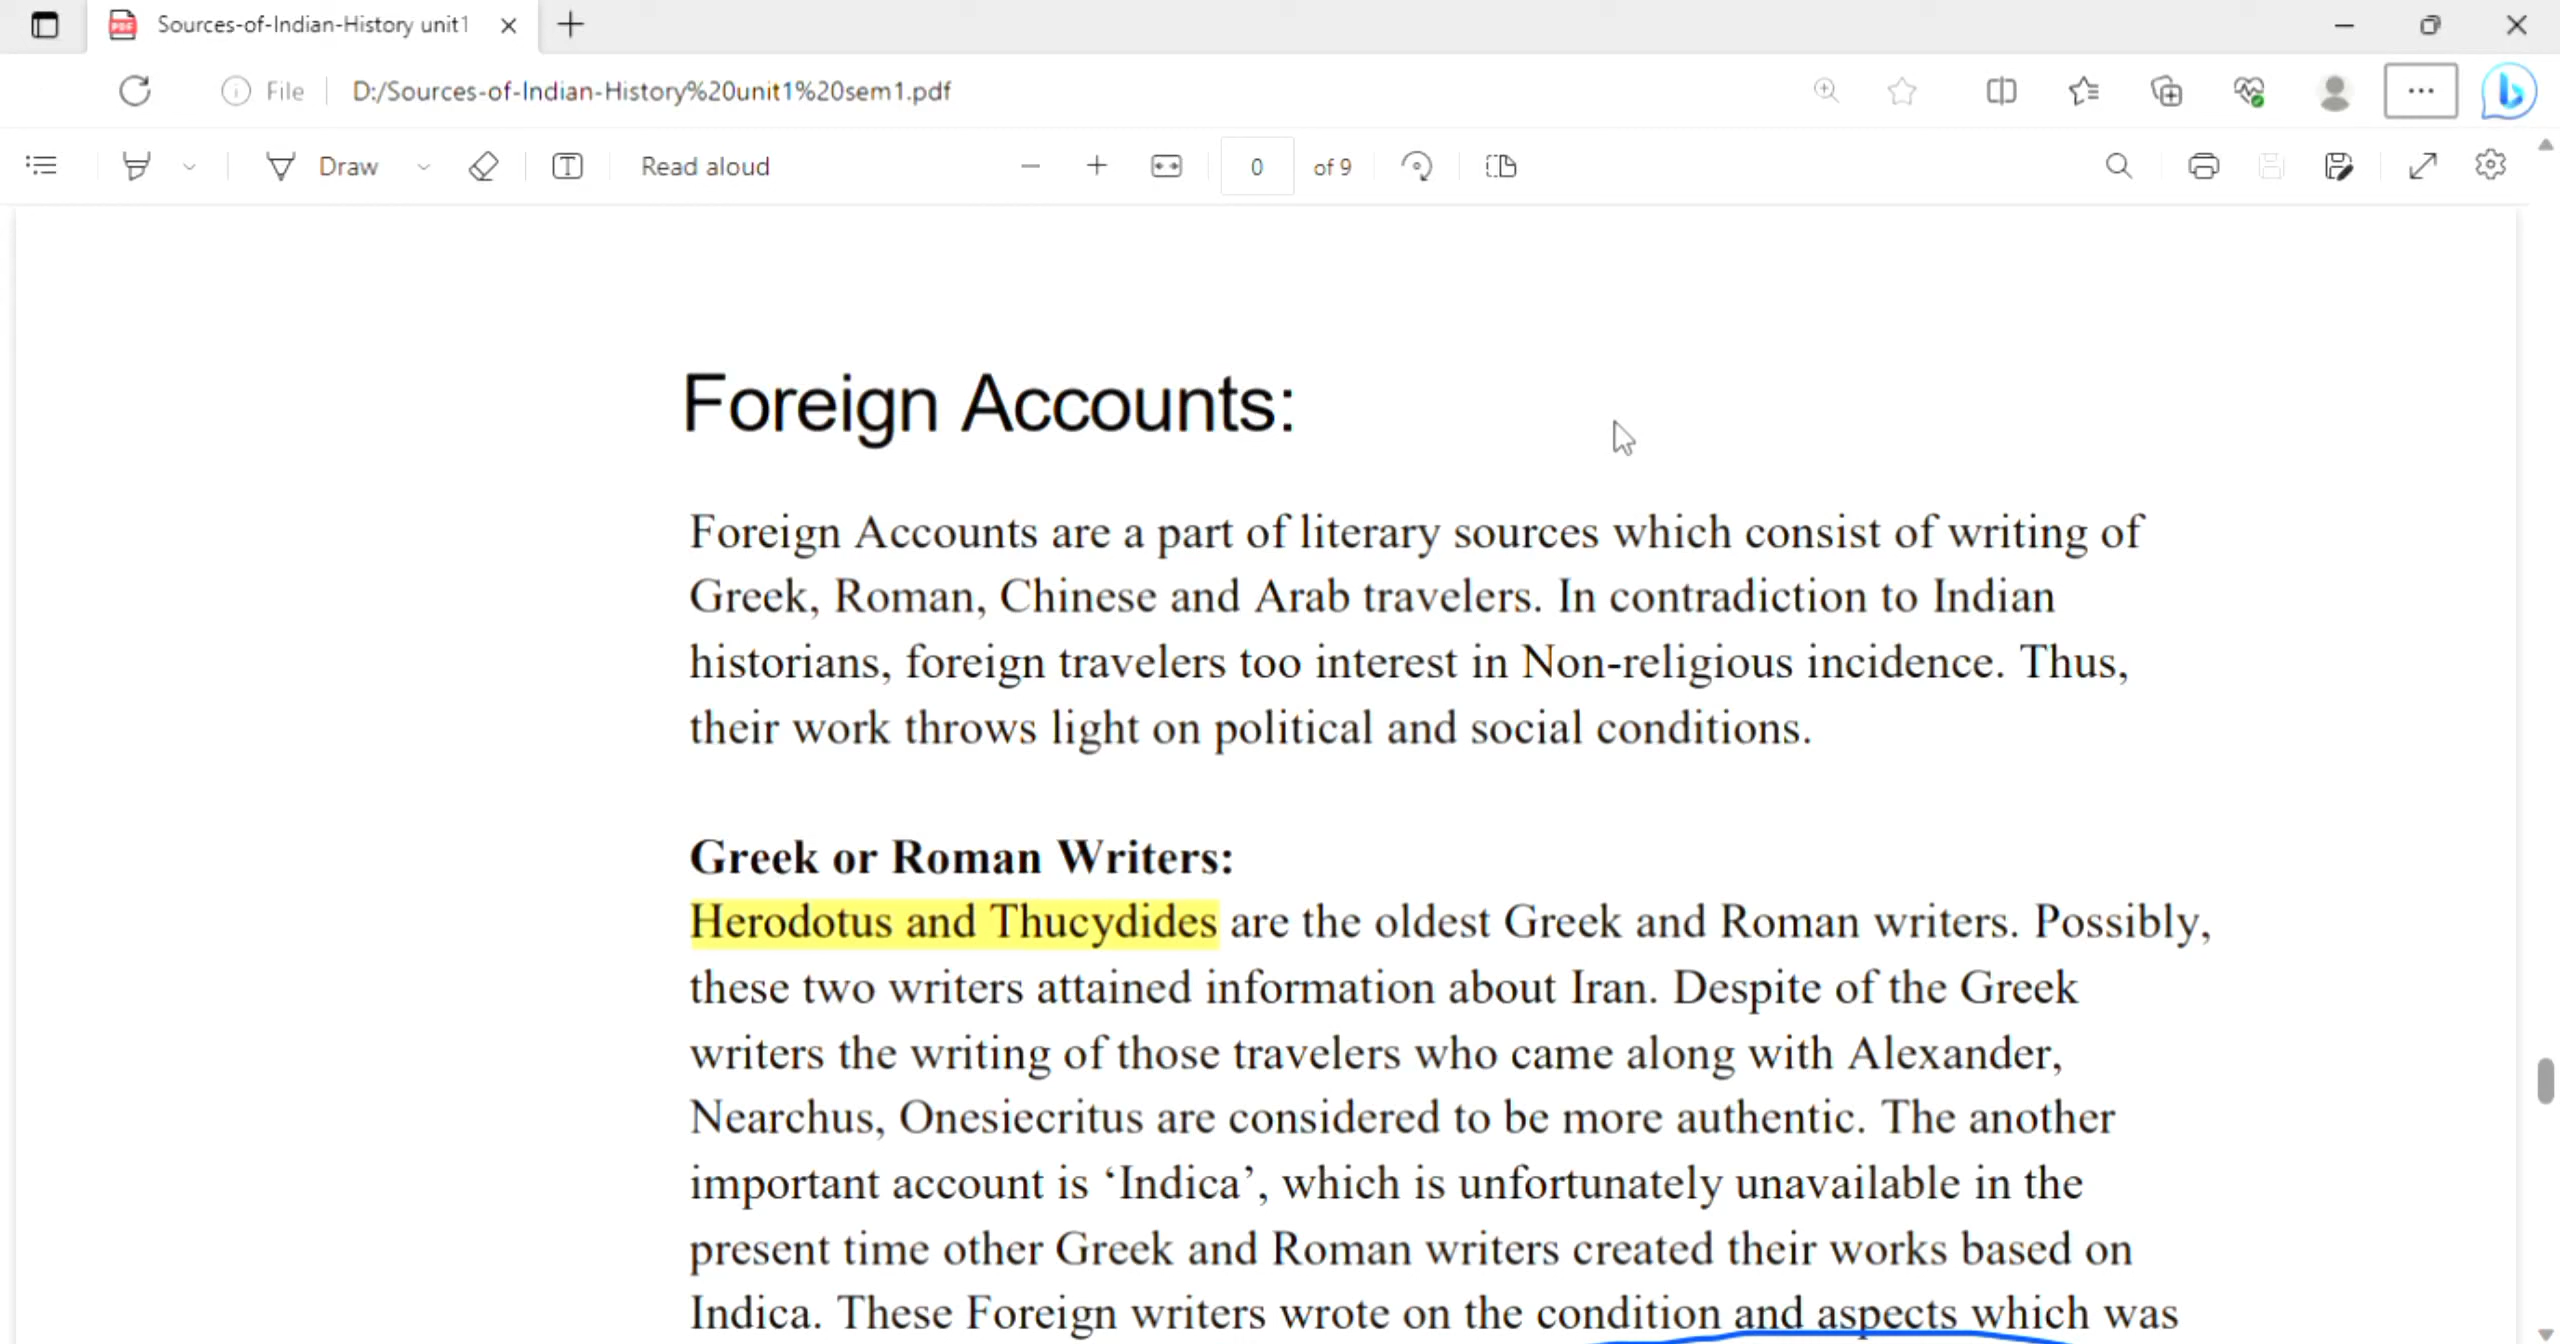 Sources-of-Indian-History unit1
File
D:/Sources-of-Indian-History%20unit1%20sem1.pdf
Draw
Read aloud
0 of 9
Foreign Accounts:
Foreign Accounts are a part of literary sources which consist of writing of
Greek, Roman, Chinese and Arab travelers. In contradiction to Indian
historians, foreign travelers too interest in Non-religious incidence. Thus,
their work throws light on political and social conditions.
Greek or Roman Writers:
Herodotus and Thucydides are the oldest Greek and Roman writers. Possibly,
these two writers attained information about Iran. Despite of the Greek
writers the writing of those travelers who came along with Alexander,
Nearchus, Onesiecritus are considered to be more authentic. The another
important account is ‘Indica’, which is unfortunately unavailable in the
present time other Greek and Roman writers created their works based on
Indica. These Foreign writers wrote on the condition and aspects which was